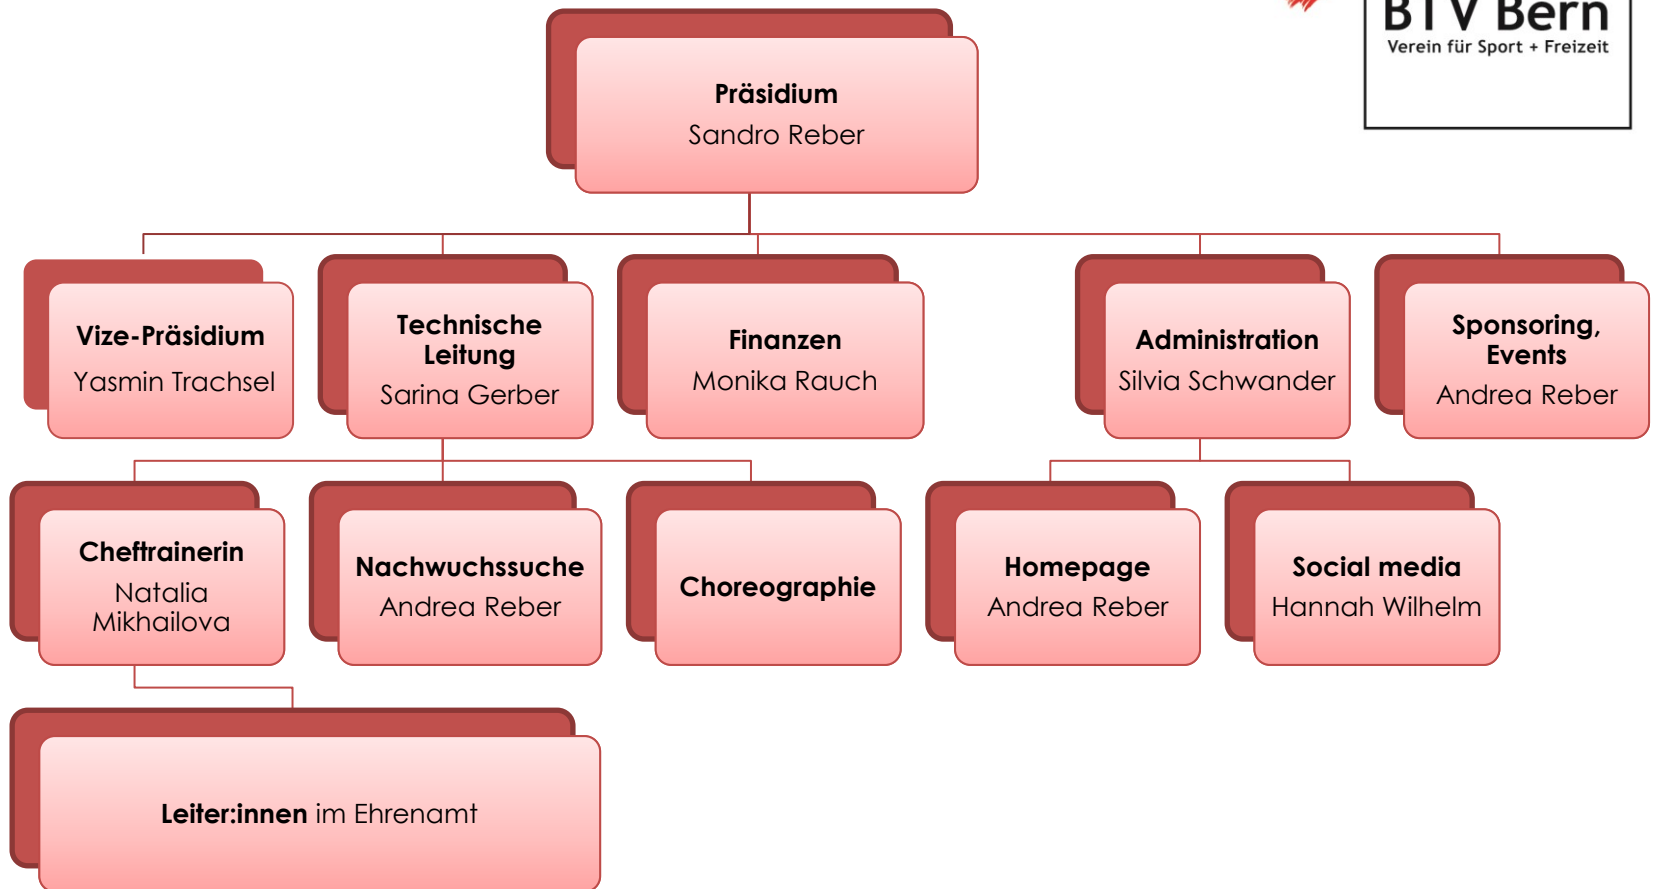 BTV Bern
Verein für Sport + Freizeit
Präsidium
Sandro Reber
Vize-Präsidium
Yasmin Trachsel
Technische
Leitung
Sarina Gerber
Finanzen
Monika Rauch
Administration
Silvia Schwander
Sponsoring,
Events
Andrea Reber
Cheftrainerin
Natalia
Mikhailova
Nachwuchssuche
Andrea Reber
Choreographie
Homepage
Andrea Reber
Social media
Hannah Wilhelm
Leiter:innen im Ehrenamt